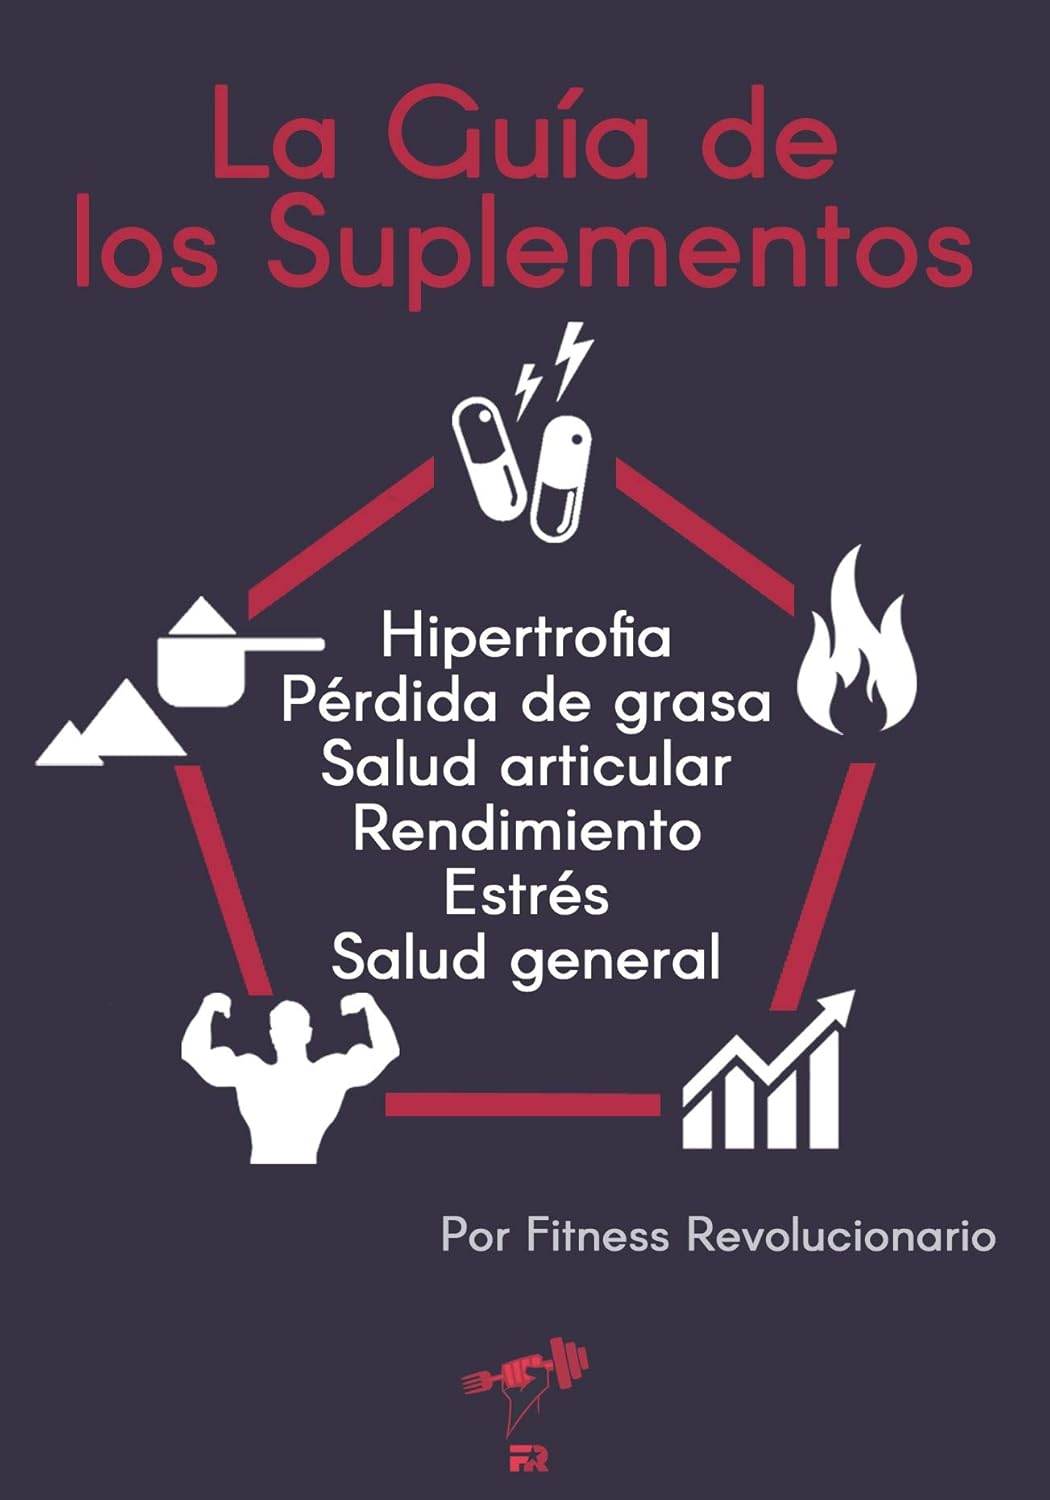 La Guía de
los Suplementos
Hipertrofia
Pérdida de grasa
Salud articular
Rendimiento
Estrés
Salud general
Por Fitness Revolucionario
FR